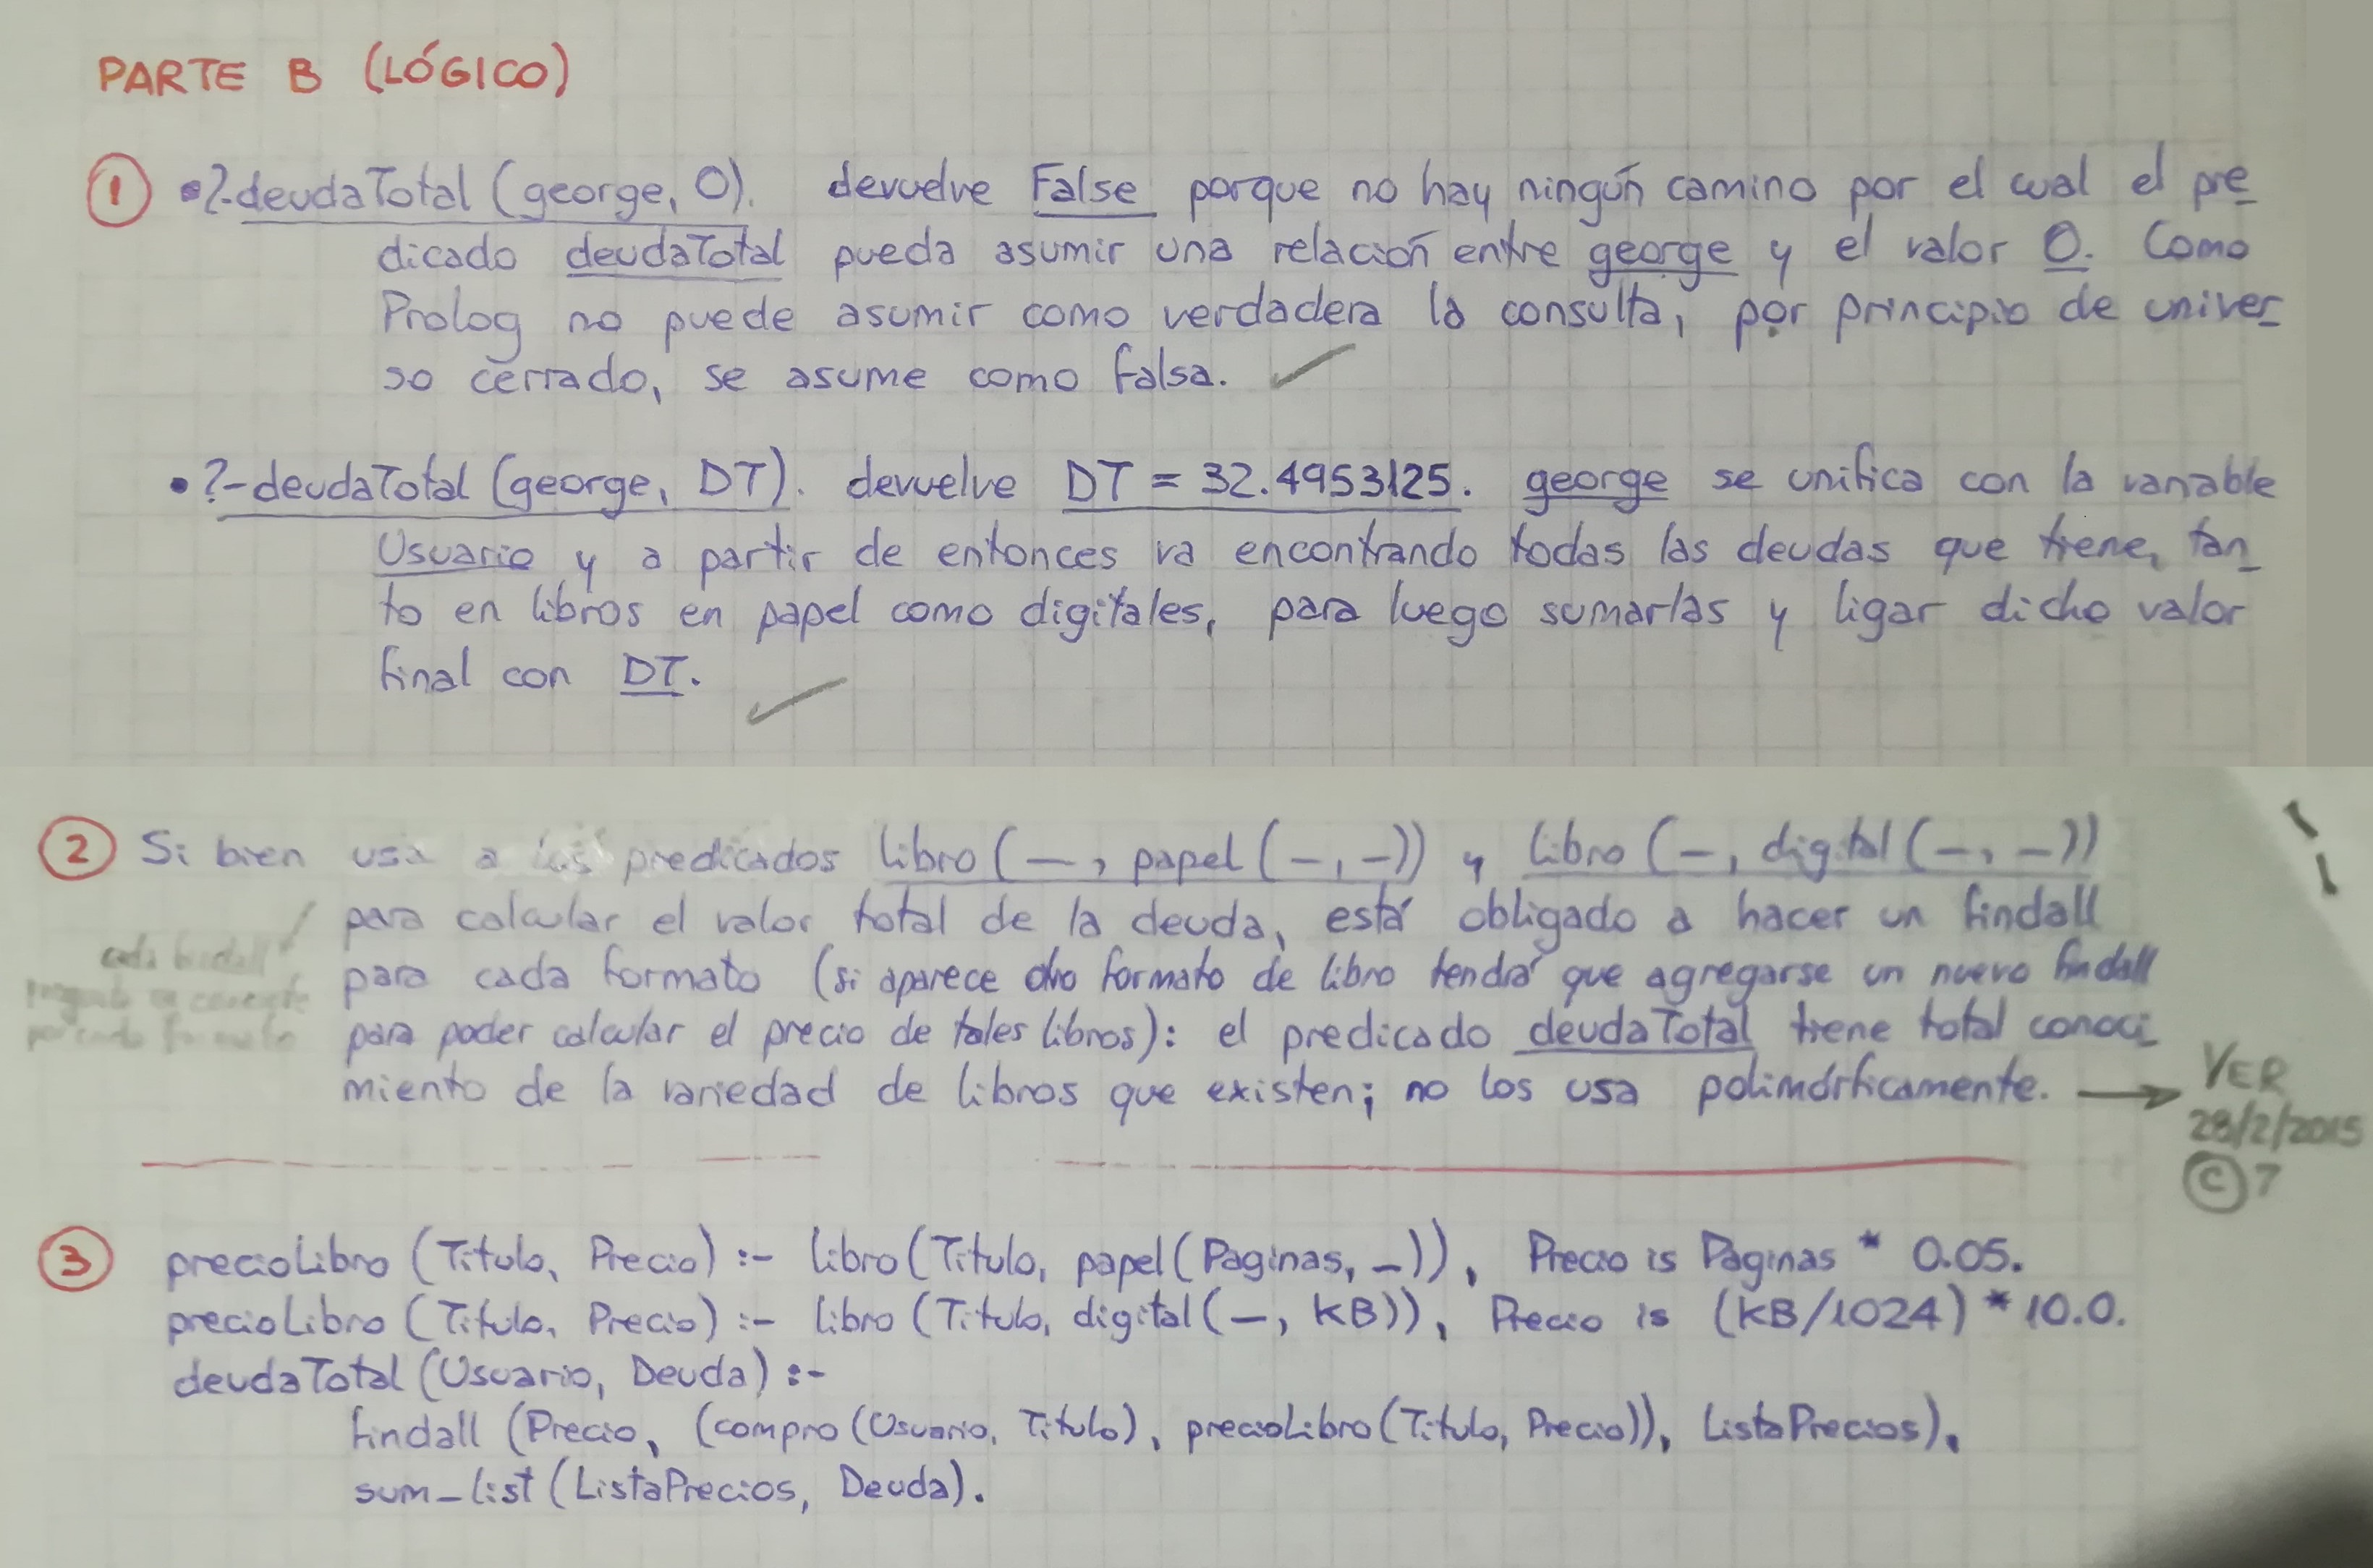 PARTE B (LÓGICO)
① •?-deudaTotal (george, 0). devuelve False porque no hay ningún camino por el cual el pre
dicado deudaTotal pueda asumir una relación entre george y el valor 0. Como
Prolog no puede asumir como verdadera la consulta, por principio de univer
so cerrado, se asume como falsa. ✓
• ?-deudaTotal (george, DT). devuelve DT = 32.4953125. george se unifica con la variable
Usuario y a partir de entonces va encontrando todas las deudas que tiene, tan
to en libros en papel como digitales, para luego sumarlas y ligar dicho valor
final con DT. ✓
② Si bien usa a los predicados libro (_, papel (_, _)) y libro (_, digital (_, _))
para calcular el valor total de la deuda, está obligado a hacer un findall
para cada formato (si aparece otro formato de libro tendrá que agregarse un nuevo findall
para poder calcular el precio de tales libros): el predicado deudaTotal tiene total conoci
miento de la variedad de libros que existen; no los usa polimórficamente. →
cada findall
por cada formato
VER
28/2/2015
Ⓒ 7
③ precioLibro (Titulo, Precio) :- libro (Titulo, papel (Paginas, _)), Precio is Paginas * 0.05.
precioLibro (Titulo, Precio) :- libro (Titulo, digital (_, KB)), Precio is (KB/1024) * 10.0.
deudaTotal (Usuario, Deuda) :-
findall (Precio, (compro (Usuario, Titulo), precioLibro (Titulo, Precio)), ListaPrecios),
sum_list (ListaPrecios, Deuda).